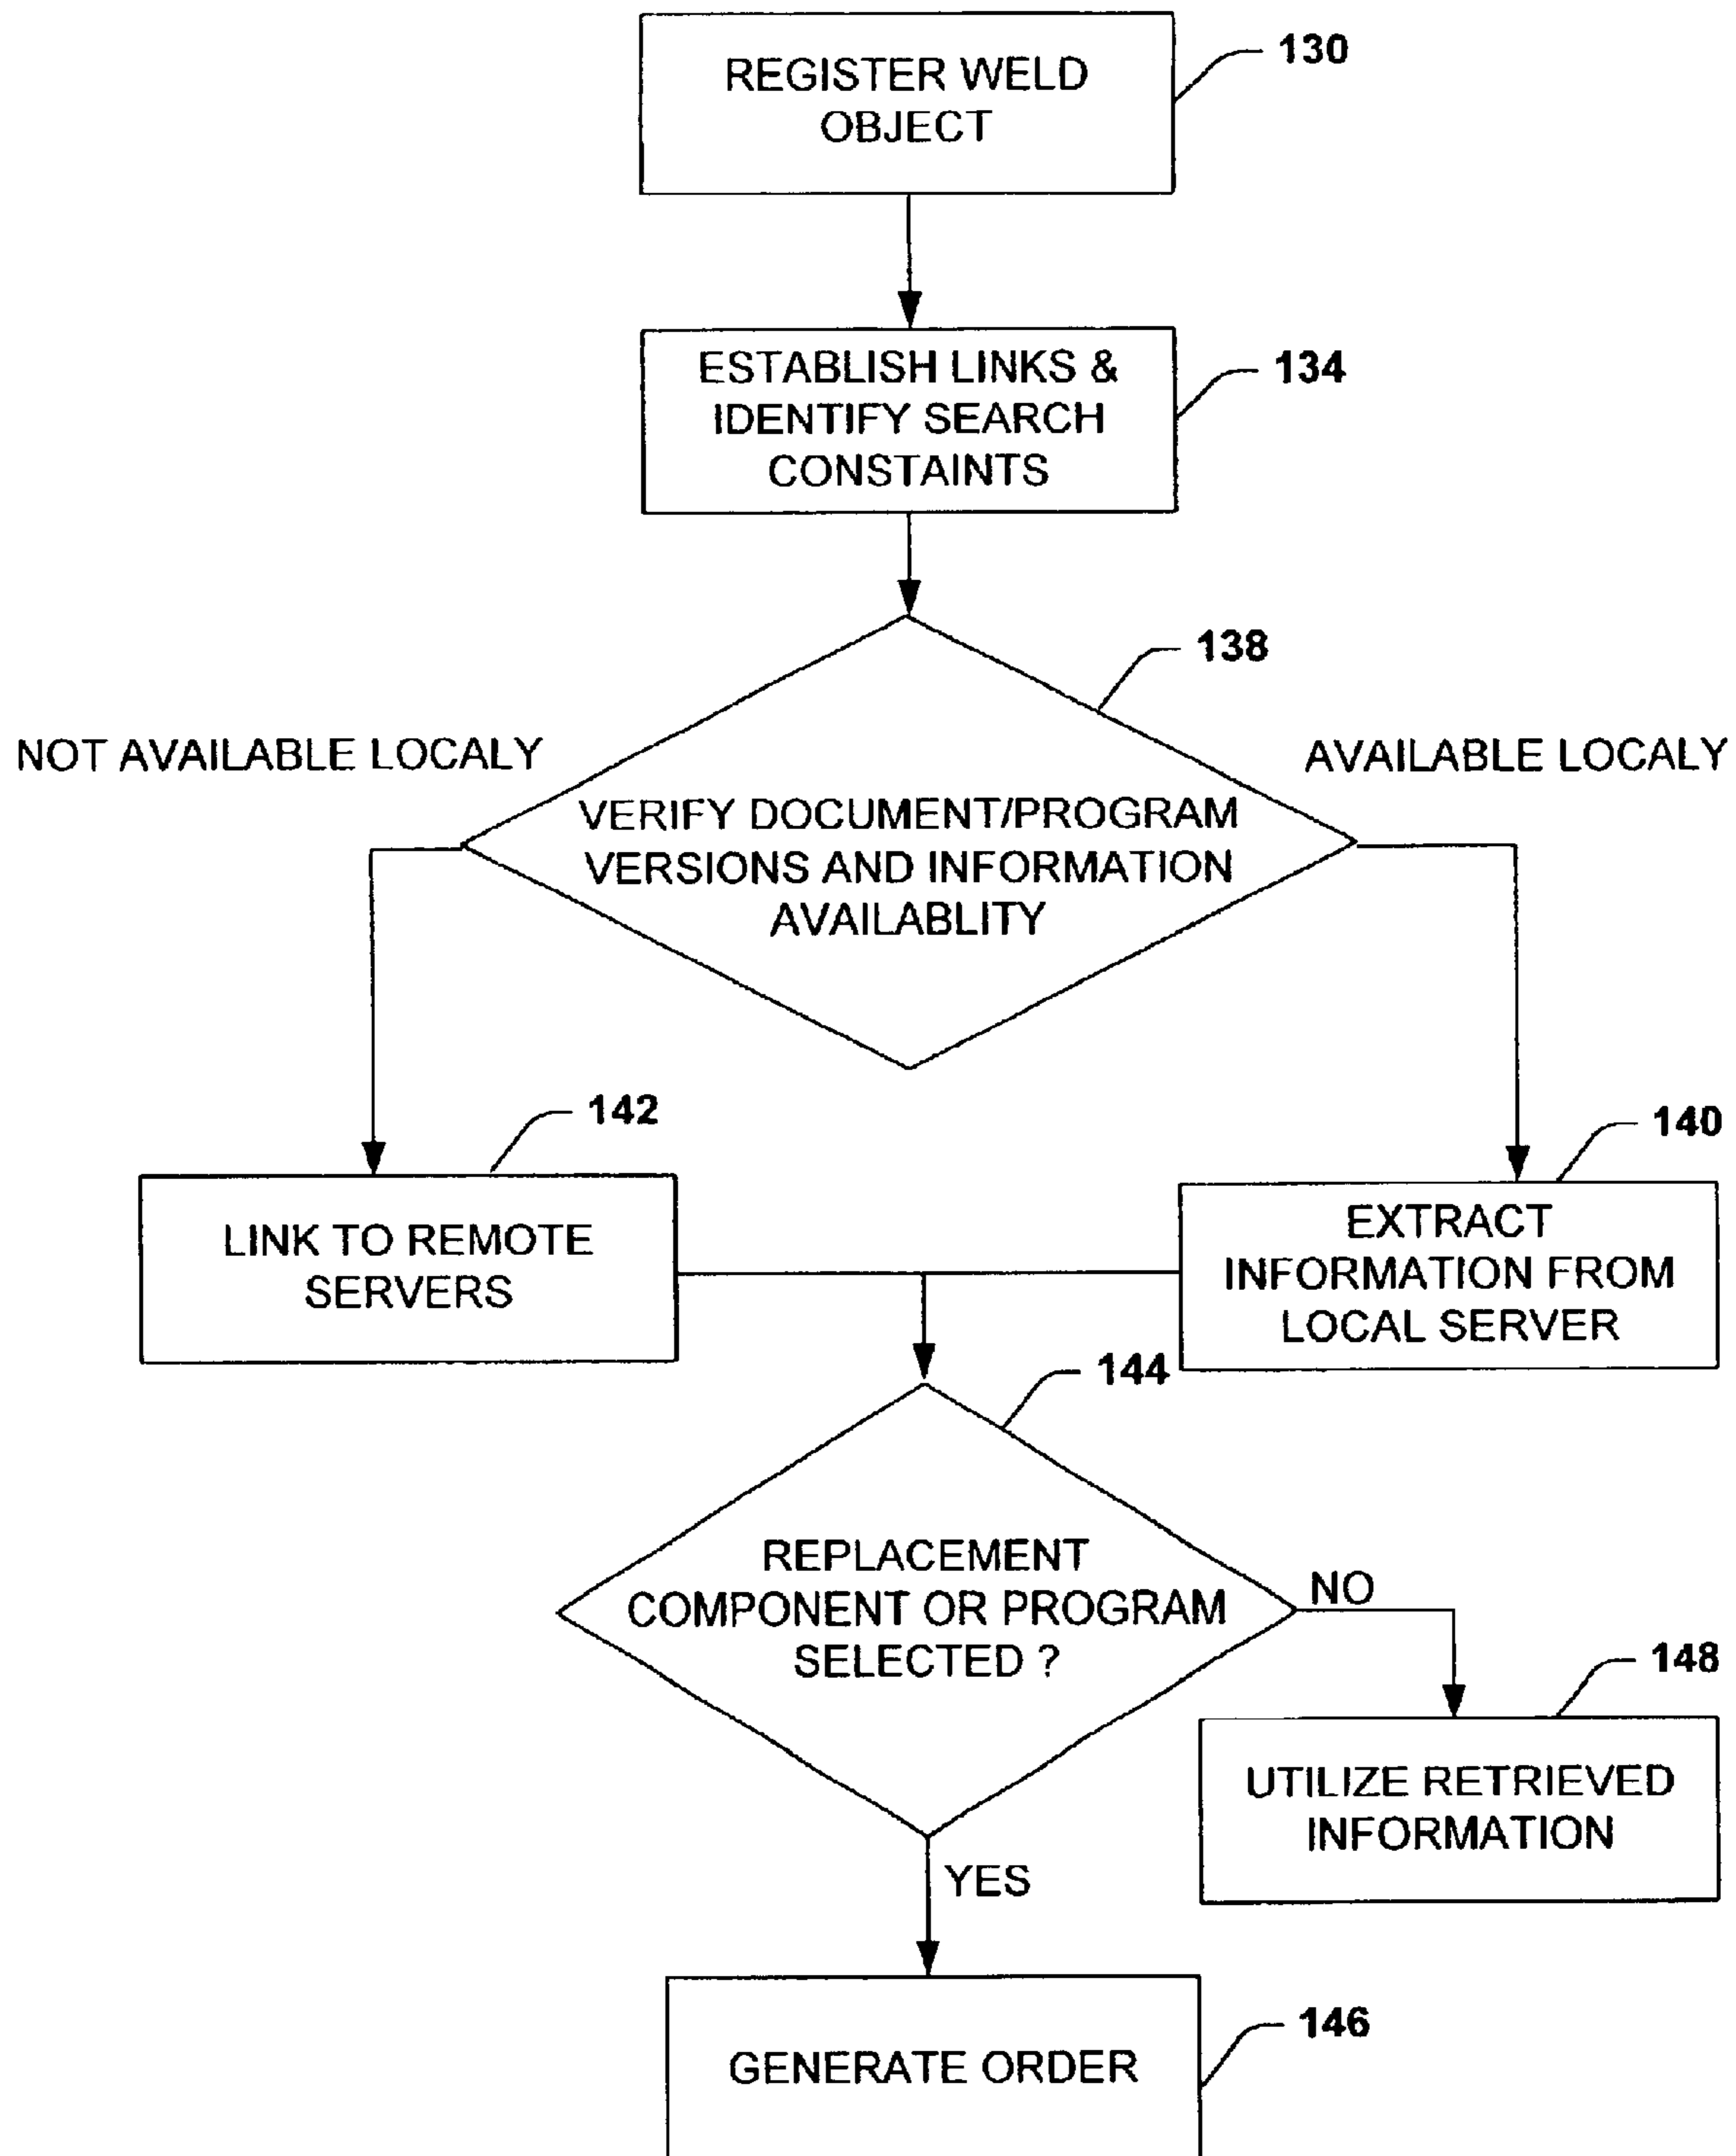 REGISTER WELD
OBJECT
130
ESTABLISH LINKS &
IDENTIFY SEARCH
CONSTAINTS
134
138
NOT AVAILABLE LOCALY
AVAILABLE LOCALY
VERIFY DOCUMENT/PROGRAM
VERSIONS AND INFORMATION
AVAILABLITY
142
140
LINK TO REMOTE
SERVERS
EXTRACT
INFORMATION FROM
LOCAL SERVER
144
REPLACEMENT
COMPONENT OR PROGRAM
SELECTED ?
NO
148
UTILIZE RETRIEVED
INFORMATION
YES
146
GENERATE ORDER